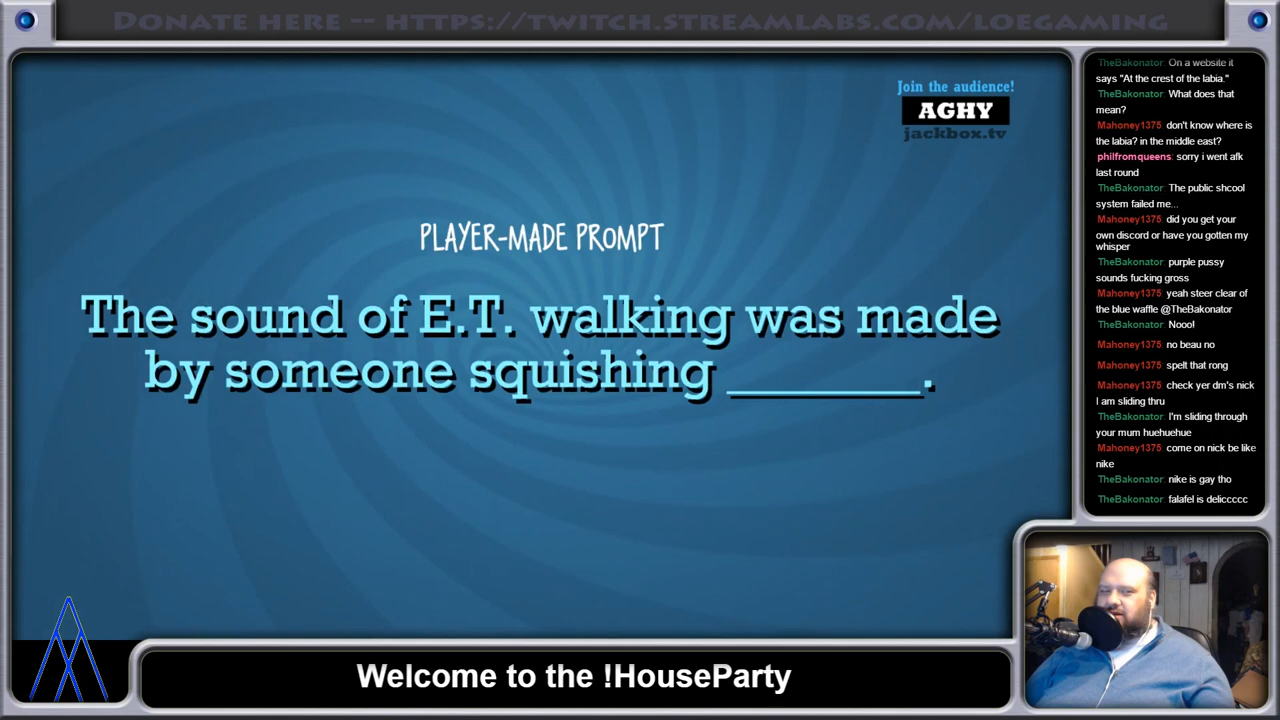 Donate here -- https://twitch.streamlabs.com/loegaming
Join the audience!
AGHY
jackbox.tv
PLAYER-MADE PROMPT
The sound of E.T. walking was made
by someone squishing ________.
Welcome to the !HouseParty
TheBakonator: On a website it
says "At the crest of the labia."
TheBakonator: What does that
mean?
Mahoney1375: don't know where is
the labia? in the middle east?
philfromqueens: sorry i went afk
last round
TheBakonator: The public shcool
system failed me...
Mahoney1375: did you get your
own discord or have you gotten my
whisper
TheBakonator: purple pussy
sounds fucking gross
Mahoney1375: yeah steer clear of
the blue waffle @TheBakonator
TheBakonator: Nooo!
Mahoney1375: no beau no
Mahoney1375: spelt that rong
Mahoney1375: check yer dm's nick
I am sliding thru
TheBakonator: I'm sliding through
your mum huehuehue
Mahoney1375: come on nick be like
nike
TheBakonator: nike is gay tho
TheBakonator: falafel is deliccccc